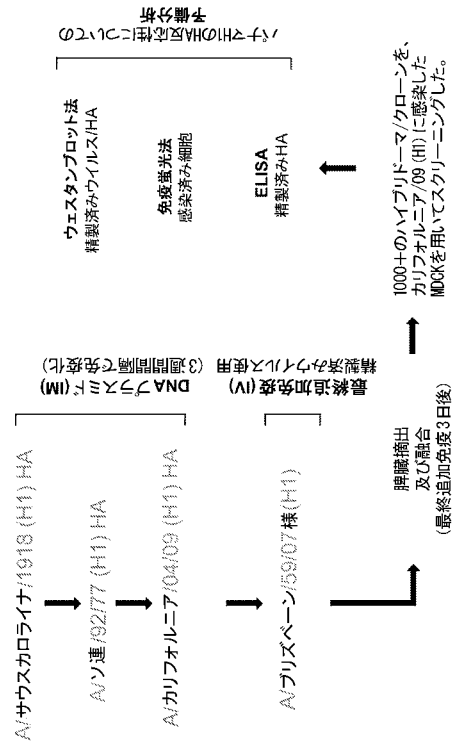 A/サウスカロライナ/1918 (H1) HA
A/ソ連/92/77 (H1) HA
A/カリフォルニア/04/09 (H1) HA
DNAプラスミド(IM)
(3週間間隔で免疫化)
A/ブリズベーン/59/07 様(H1)
最終追加免疫(IV)
精製済みウイルス使用
脾臓摘出
及び融合
(最終追加免疫3日後)
1000+のハイブリドーマ/クローンを、
カリフォルニア/09 (H1)に感染した
MDCKを用いてスクリーニングした。
ELISA
精製済みHA
免疫蛍光法
感染済み細胞
ウェスタンブロット法
精製済みウイルス/HA
パナマH1のHA反応性についての
予備分析